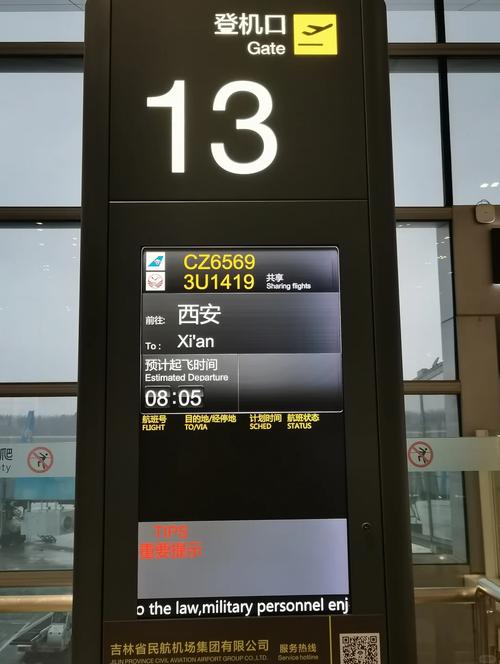 登机口
Gate
13
CZ6569
3U1419 共享
Sharing flights
前往: 西安
To : Xi'an
预计起飞时间
Estimated Departure
08:05
航班号 目的地/经停地 计划时间 航班状态
FLIGHT TO/VIA SCHED STATUS
TIPS
重要提示
o the law,military personnel enj
吉林省民航机场集团有限公司 服务热线
JILIN PROVINCE CIVIL AVIATION AIRPORT GROUP CO.,LTD. Service hotline
爬
ety